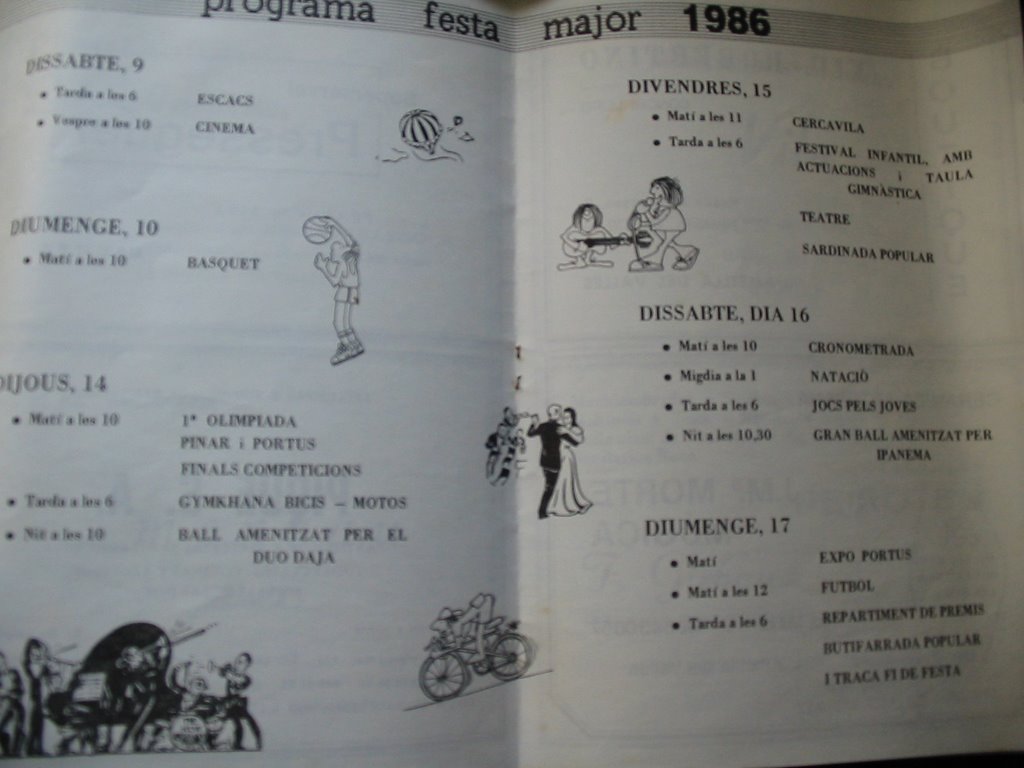 programa festa major 1986
DISSABTE, 9
• Tarda a les 6 ESCACS
• Vespre a les 10 CINEMA
DIUMENGE, 10
• Matí a les 10 BASQUET
DIJOUS, 14
• Matí a les 10 1ª OLIMPIADA
PINAR i PORTUS
FINALS COMPETICIONS
• Tarda a les 6 GYMKHANA BICIS – MOTOS
• Nit a les 10 BALL AMENITZAT PER EL
DUO DAJA
DIVENDRES, 15
• Matí a les 11 CERCAVILA
• Tarda a les 6 FESTIVAL INFANTIL, AMB
ACTUACIONS i TAULA
GIMNÀSTICA
TEATRE
SARDINADA POPULAR
DISSABTE, DIA 16
• Matí a les 10 CRONOMETRADA
• Migdia a la 1 NATACIÒ
• Tarda a les 6 JOCS PELS JOVES
• Nit a les 10,30 GRAN BALL AMENITZAT PER
IPANEMA
DIUMENGE, 17
• Matí EXPO PORTUS
• Matí a les 12 FUTBOL
• Tarda a les 6 REPARTIMENT DE PREMIS
BUTIFARRADA POPULAR
I TRACA FI DE FESTA